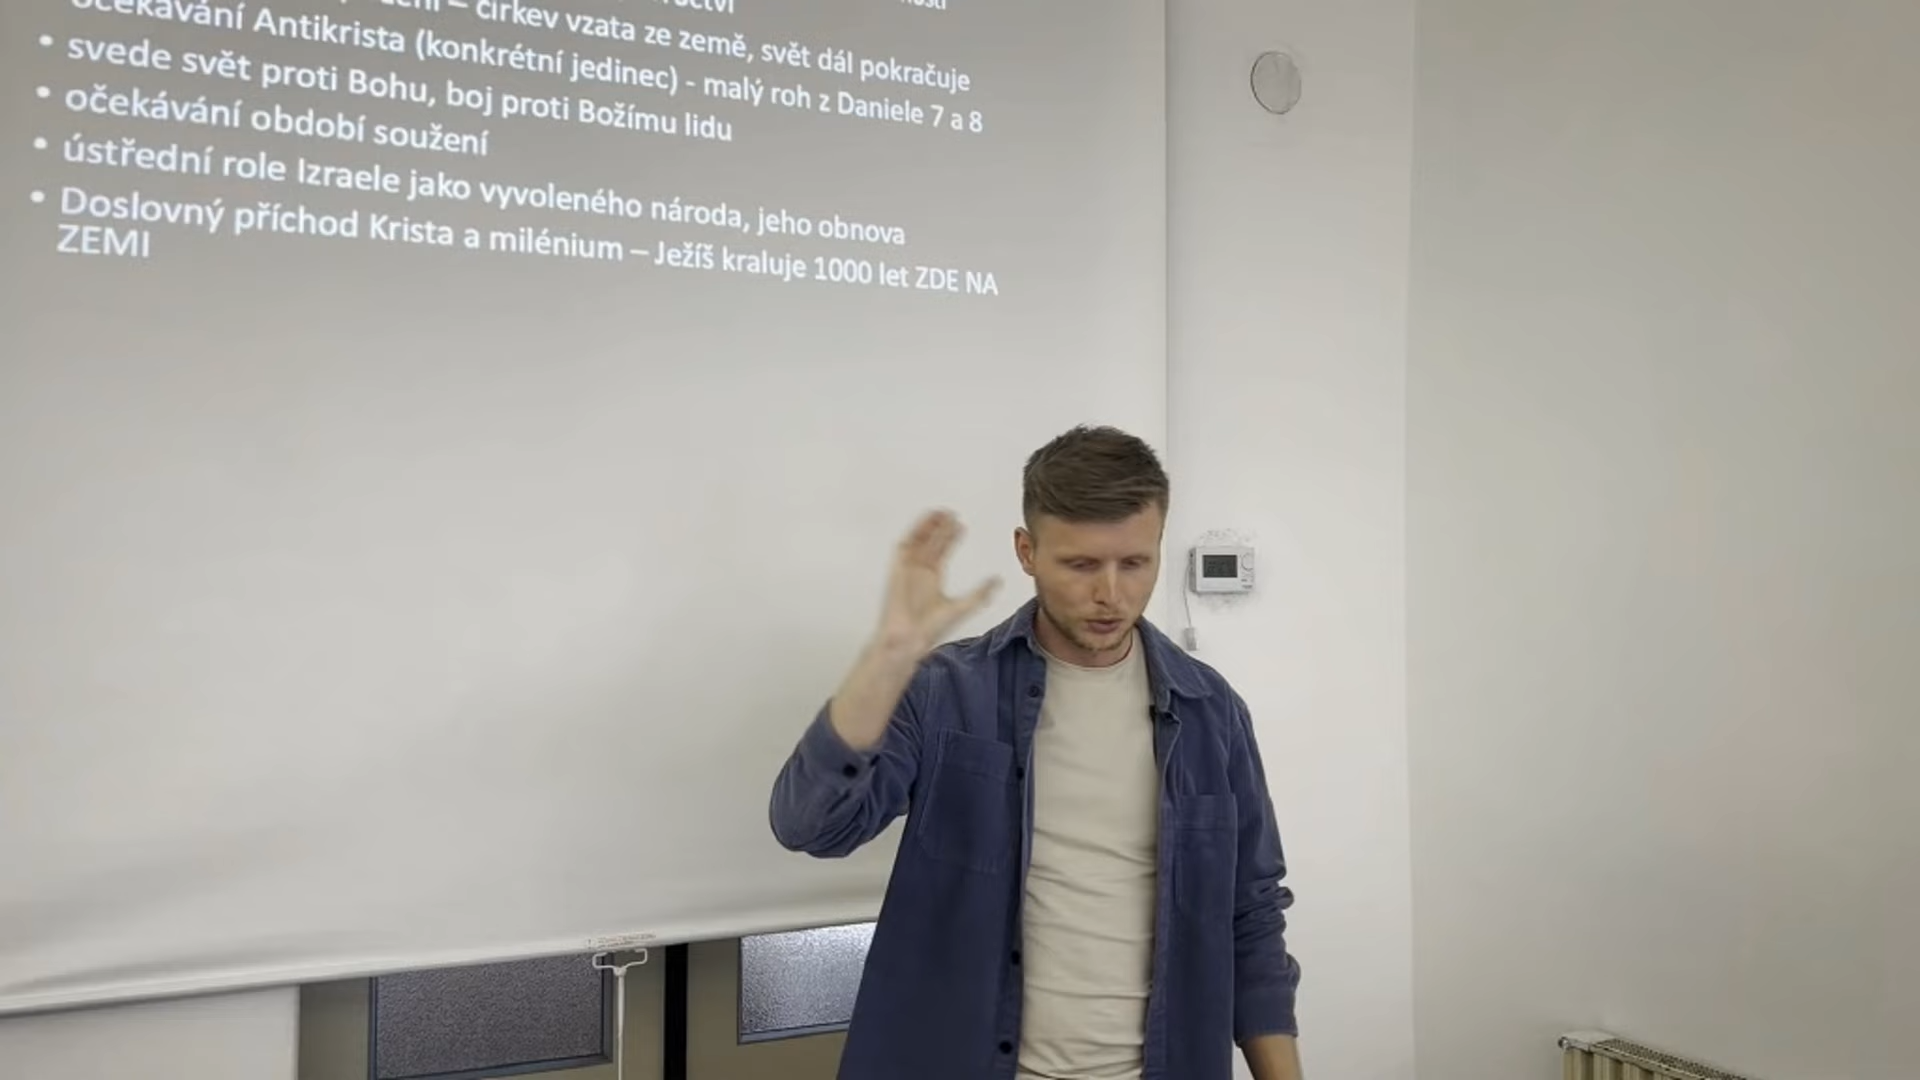 – církev vzata ze země, svět dál pokračuje
očekávání Antikrista (konkrétní jedinec) - malý roh z Daniele 7 a 8
• svede svět proti Bohu, boj proti Božímu lidu
• očekávání období soužení
• ústřední role Izraele jako vyvoleného národa, jeho obnova
• Doslovný příchod Krista a milénium – Ježíš kraluje 1000 let ZDE NA
ZEMI